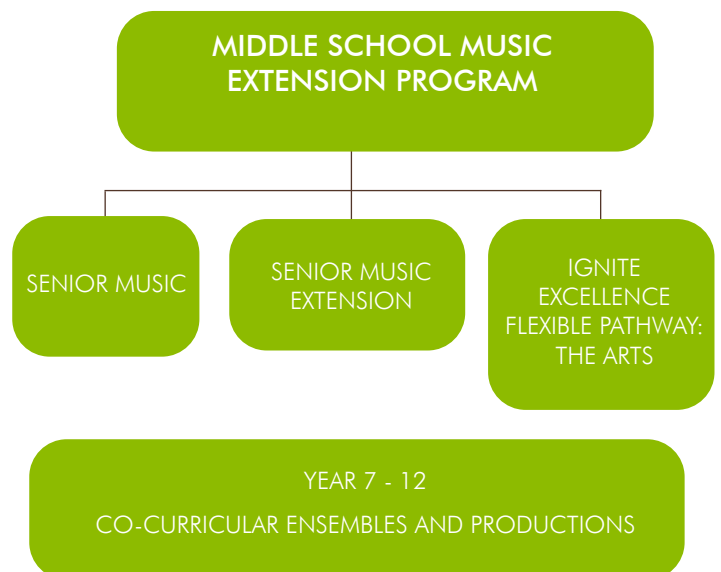 MIDDLE SCHOOL MUSIC
EXTENSION PROGRAM
SENIOR MUSIC
SENIOR MUSIC
EXTENSION
IGNITE
EXCELLENCE
FLEXIBLE PATHWAY:
THE ARTS
YEAR 7 - 12
CO-CURRICULAR ENSEMBLES AND PRODUCTIONS